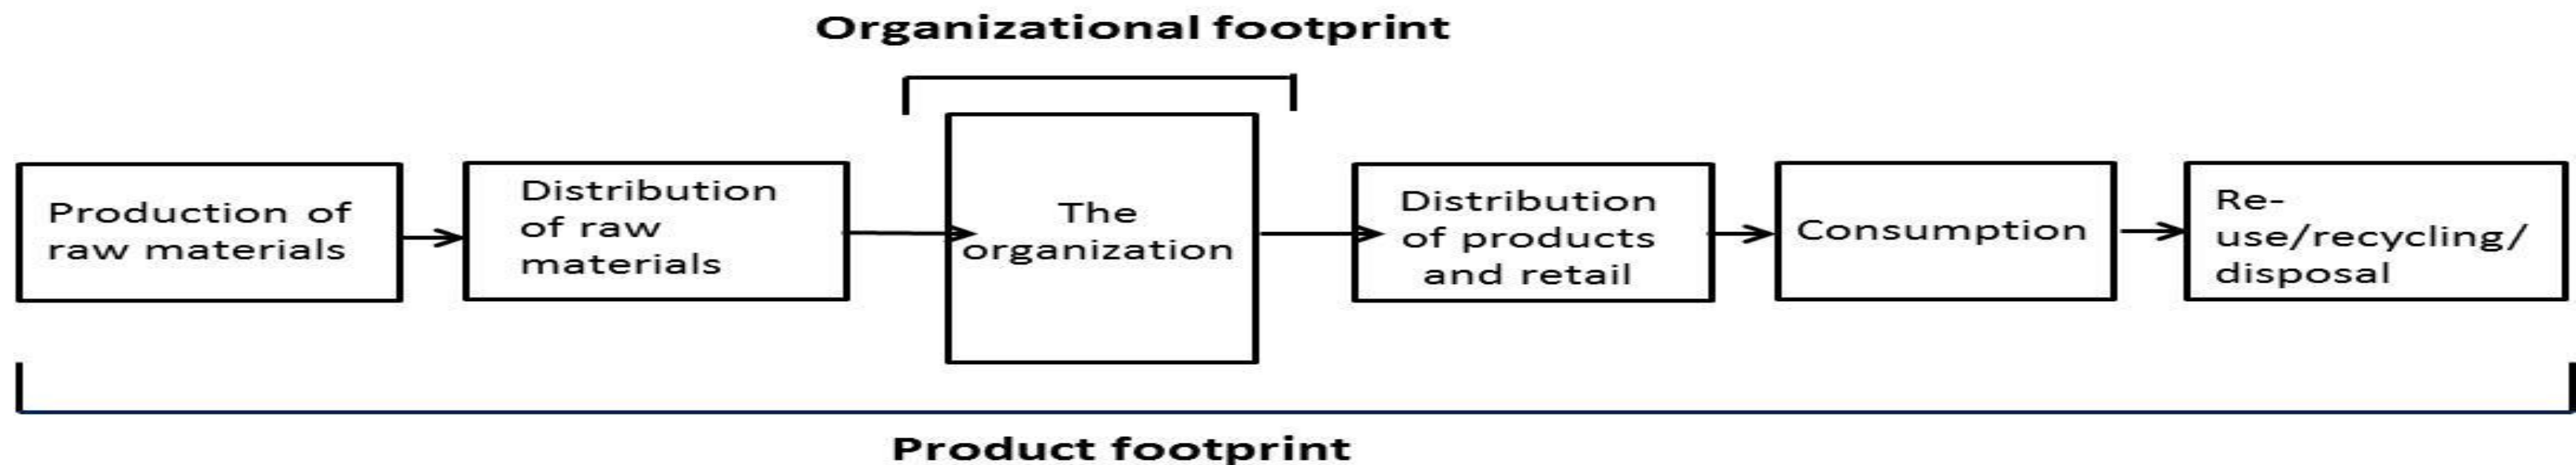 Organizational footprint
Production of
raw materials
Distribution
of raw
materials
The
organization
Distribution
of products
and retail
Consumption
Re-
use/recycling/
disposal
Product footprint